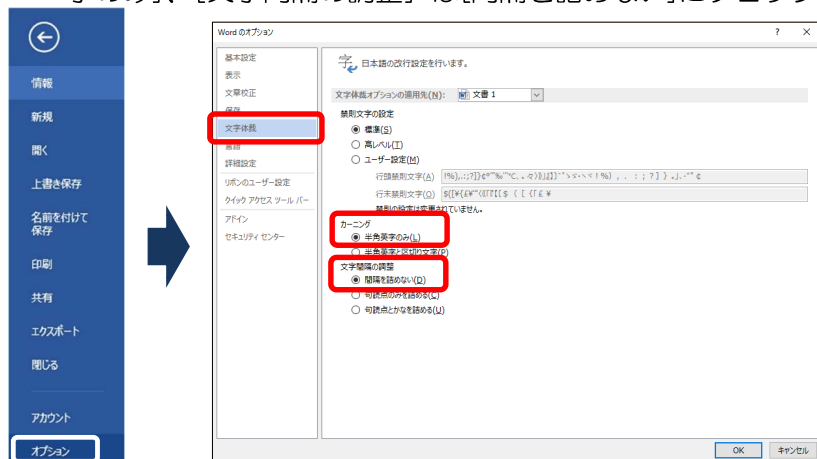 情報
新規
開く
上書き保存
名前を付けて
保存
印刷
共有
エクスポート
閉じる
アカウント
オプション
Word のオプション
? ×
基本設定
表示
文章校正
文字体裁
詳細設定
リボンのユーザー設定
クイック アクセス ツール バー
アドイン
セキュリティ センター
日本語の改行設定を行います。
文字体裁オプションの適用先(N): 文書 1
禁則文字の設定
標準(S)
高レベル(T)
ユーザー設定(M)
行頭禁則文字(A)
行末禁則文字(O)
禁則の設定は変更されていません。
カーニング
半角英字のみ(L)
半角英字と区切り文字(P)
文字間隔の調整
間隔を詰めない(D)
句読点のみを詰める(C)
句読点とかなを詰める(U)
OK キャンセル